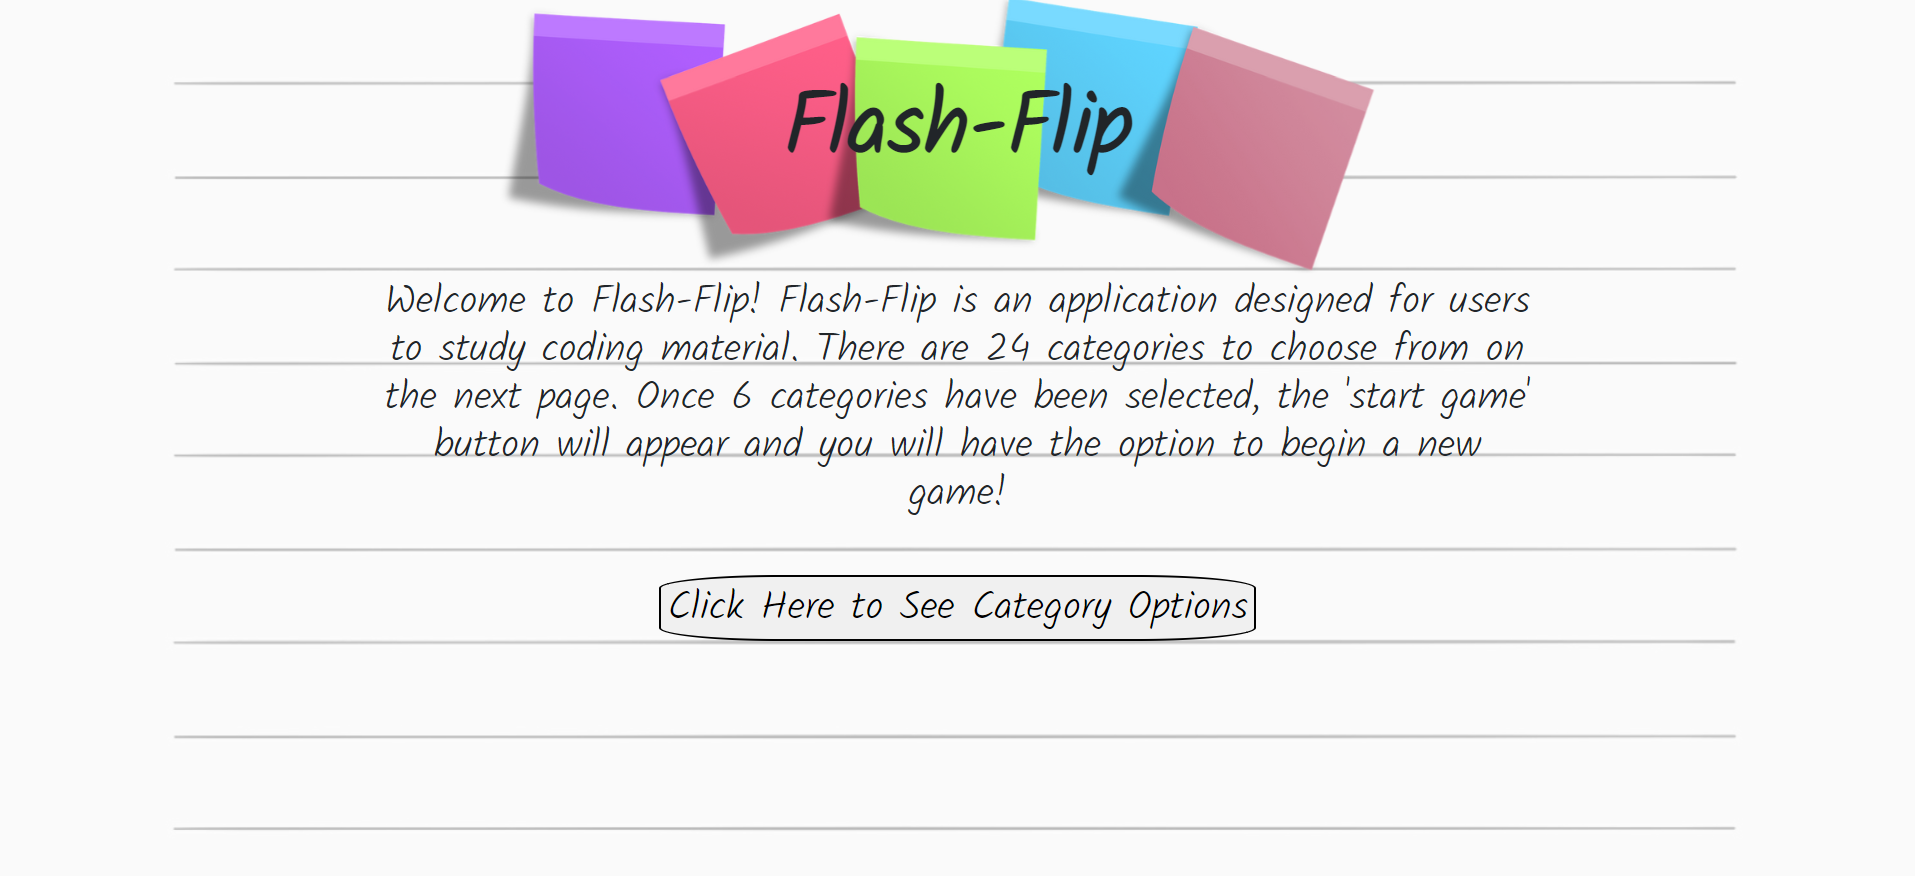 Flash-Flip
Welcome to Flash-Flip! Flash-Flip is an application designed for users
to study coding material. There are 24 categories to choose from on
the next page. Once 6 categories have been selected, the 'start game'
button will appear and you will have the option to begin a new
game!
Click Here to See Category Options